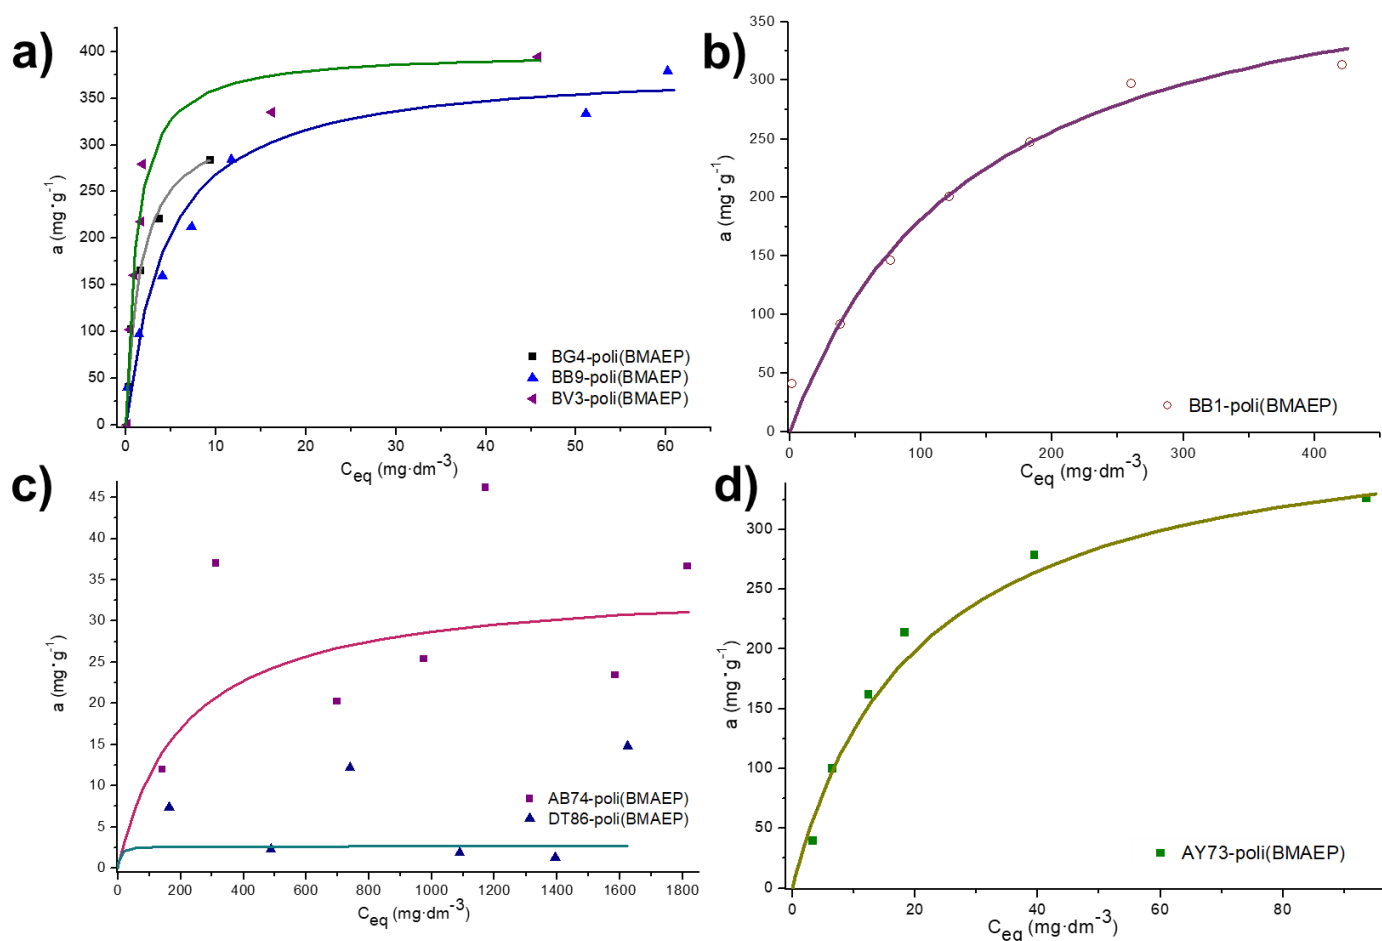 a)
400
350
300
250
200
150
100
50
0
a (mg·g⁻¹)
0 10 20 30 40 50 60
C_eq (mg·dm⁻³)
BG4-poli(BMAEP)
BB9-poli(BMAEP)
BV3-poli(BMAEP)
b)
350
300
250
200
150
100
50
0
a (mg·g⁻¹)
0 100 200 300 400
C_eq (mg·dm⁻³)
BB1-poli(BMAEP)
c)
45
40
35
30
25
20
15
10
5
0
a (mg·g⁻¹)
0 200 400 600 800 1000 1200 1400 1600 1800
C_eq (mg·dm⁻³)
AB74-poli(BMAEP)
DT86-poli(BMAEP)
d)
300
250
200
150
100
50
0
a (mg·g⁻¹)
0 20 40 60 80
C_eq (mg·dm⁻³)
AY73-poli(BMAEP)